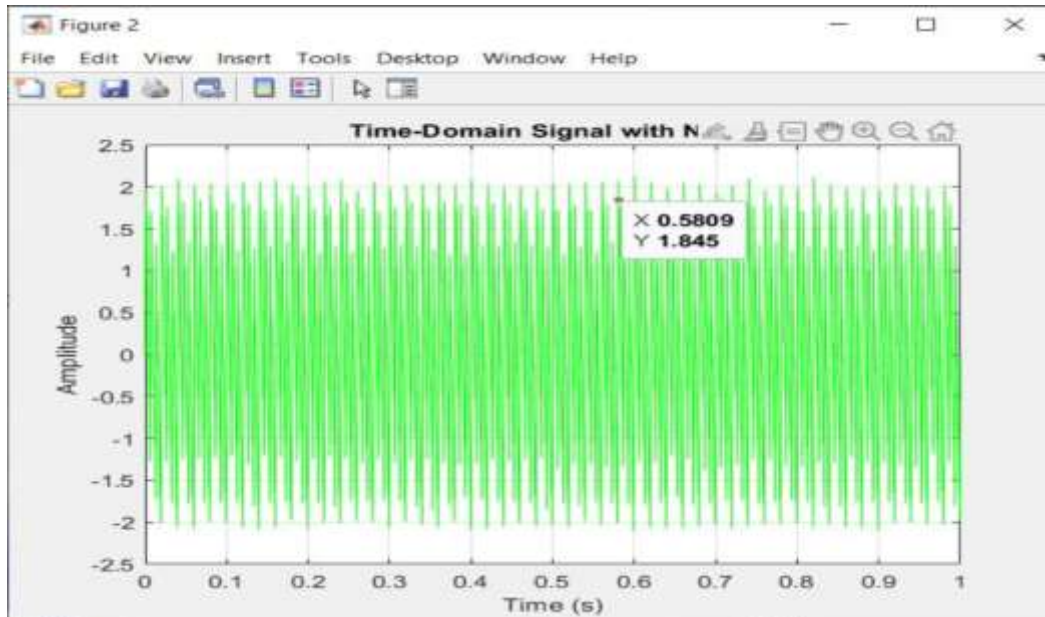 Figure 2
File Edit View Insert Tools Desktop Window Help
Time-Domain Signal with N
2.5
2
1.5
1
0.5
0
-0.5
-1
-1.5
-2
-2.5
Amplitude
X 0.5809
Y 1.845
0 0.1 0.2 0.3 0.4 0.5 0.6 0.7 0.8 0.9 1
Time (s)